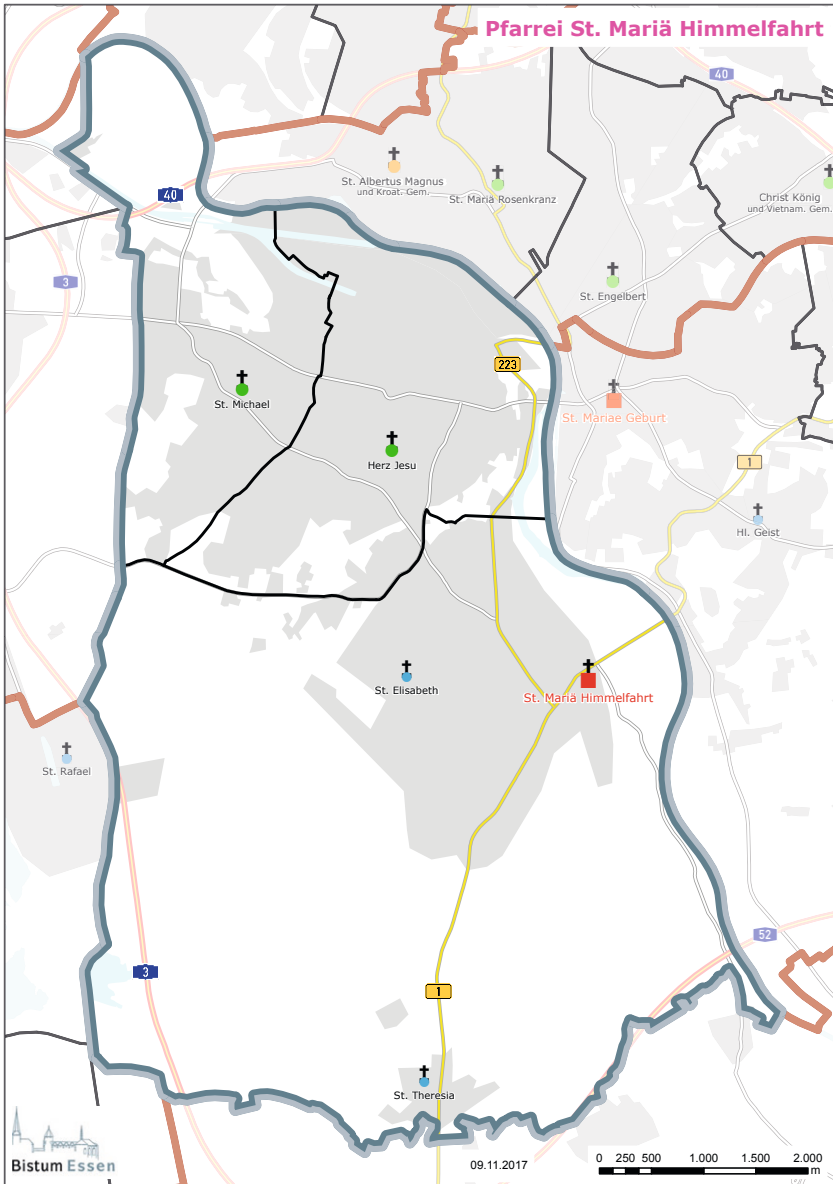 Pfarrei St. Mariä Himmelfahrt
40
St. Albertus Magnus
und Kroat. Gem.
St. Mariä Rosenkranz
Christ König
und Vietnam. Gem.
40
3
St. Engelbert
223
St. Michael
St. Mariae Geburt
Herz Jesu
1
Hl. Geist
St. Elisabeth
St. Mariä Himmelfahrt
St. Rafael
52
3
1
St. Theresia
Bistum Essen
09.11.2017
0 250 500 1.000 1.500 2.000
m